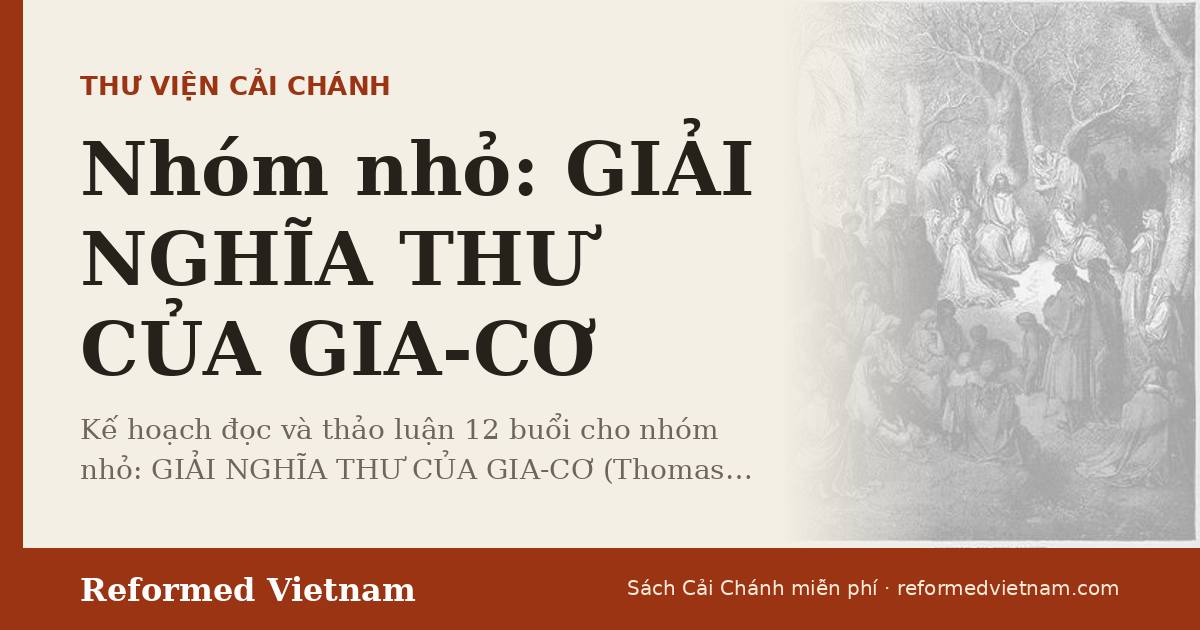 THƯ VIỆN CẢI CHÁNH
Nhóm nhỏ: GIẢI
NGHĨA THƯ
CỦA GIA-CƠ
Kế hoạch đọc và thảo luận 12 buổi cho nhóm
nhỏ: GIẢI NGHĨA THƯ CỦA GIA-CƠ (Thomas...
Reformed Vietnam
Sách Cải Chánh miễn phí · reformedvietnam.com